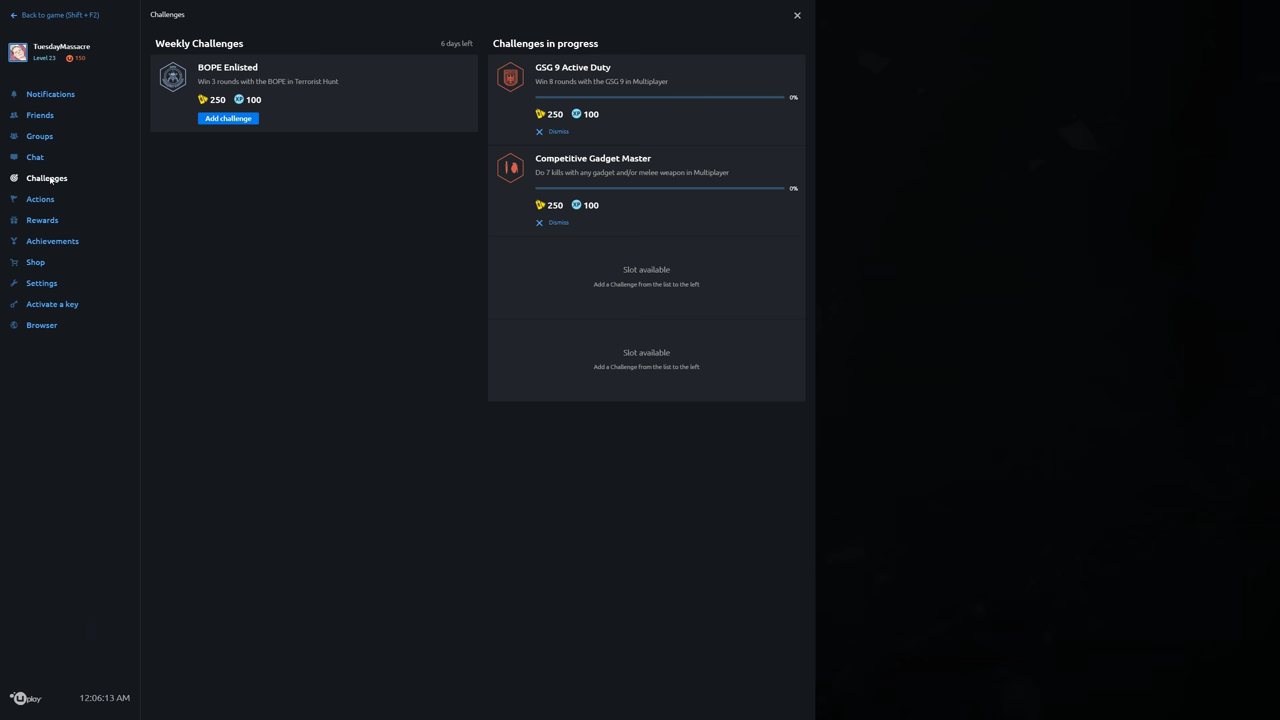 Back to game (Shift + F2)
TuesdayMassacre
Level 23 150
Notifications
Friends
Groups
Chat
Challenges
Actions
Rewards
Achievements
Shop
Settings
Activate a key
Browser
uplay
12:06:13 AM
Challenges
Weekly Challenges
6 days left
BOPE Enlisted
Win 3 rounds with the BOPE in Terrorist Hunt
250 XP 100
Add challenge
Challenges in progress
GSG 9 Active Duty
Win 8 rounds with the GSG 9 in Multiplayer
0%
250 XP 100
Dismiss
Competitive Gadget Master
Do 7 kills with any gadget and/or melee weapon in Multiplayer
0%
250 XP 100
Dismiss
Slot available
Add a Challenge from the list to the left
Slot available
Add a Challenge from the list to the left